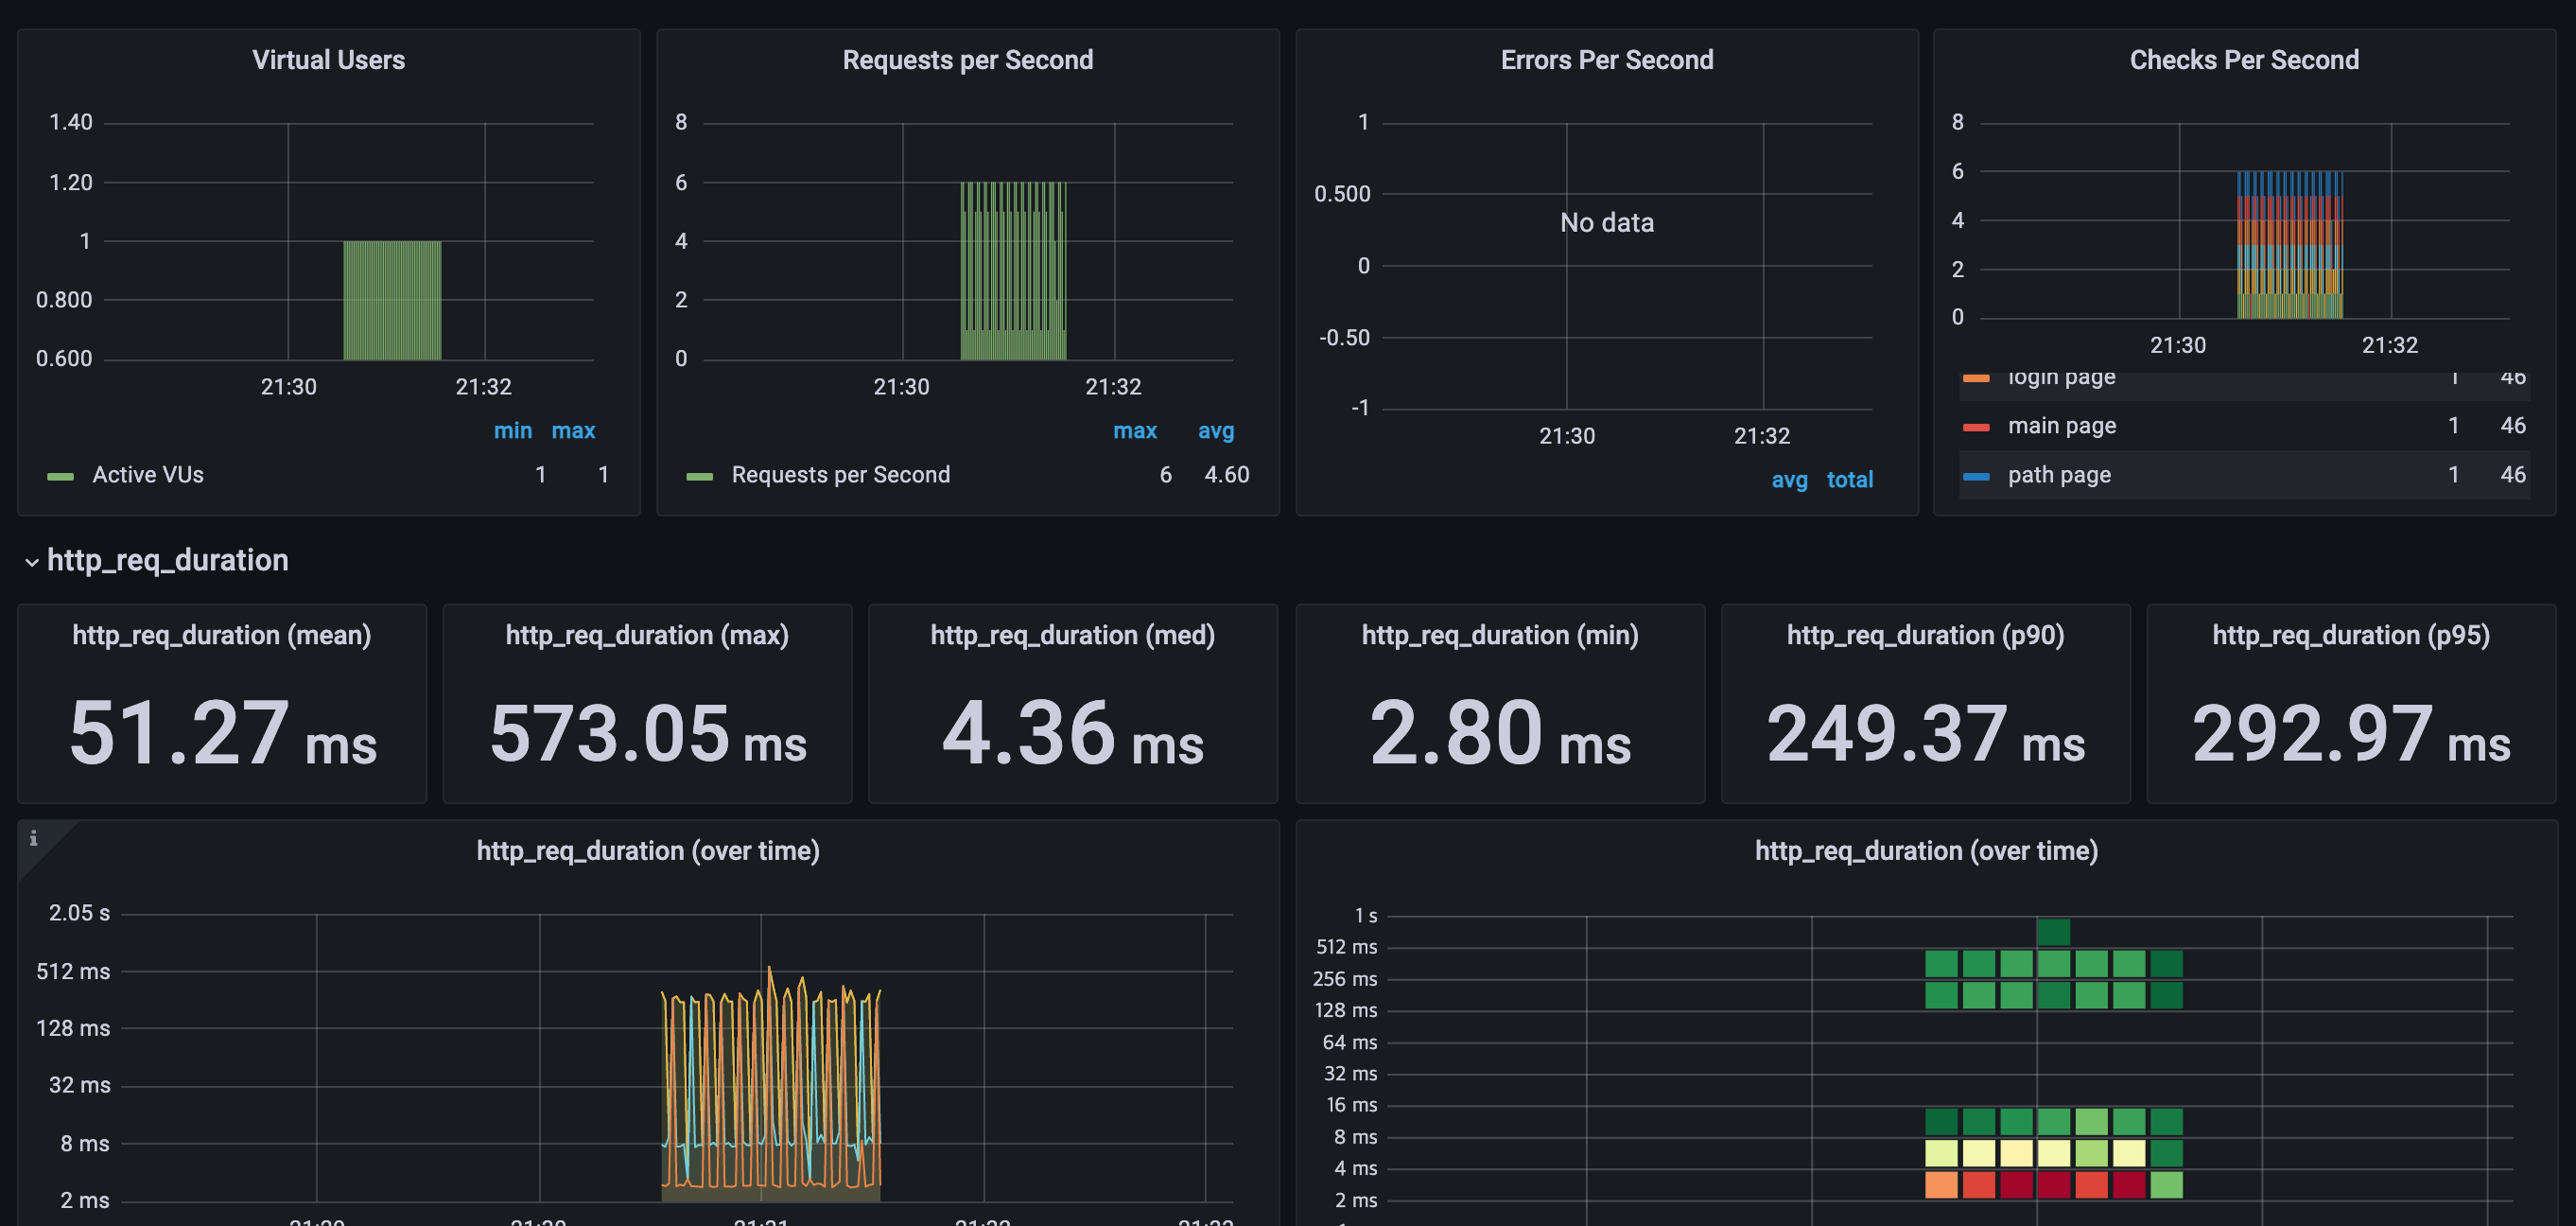 Virtual Users
1.40
1.20
1
0.800
0.600
21:30 21:32
min max
Active VUs 1 1
Requests per Second
8
6
4
2
0
21:30 21:32
max avg
Requests per Second 6 4.60
Errors Per Second
1
0.500
0
-0.50
-1
No data
21:30 21:32
avg total
Checks Per Second
8
6
4
2
0
21:30 21:32
login page 1 46
main page 1 46
path page 1 46
http_req_duration
http_req_duration (mean)
51.27 ms
http_req_duration (max)
573.05 ms
http_req_duration (med)
4.36 ms
http_req_duration (min)
2.80 ms
http_req_duration (p90)
249.37 ms
http_req_duration (p95)
292.97 ms
i
http_req_duration (over time)
2.05 s
512 ms
128 ms
32 ms
8 ms
2 ms
http_req_duration (over time)
1 s
512 ms
256 ms
128 ms
64 ms
32 ms
16 ms
8 ms
4 ms
2 ms